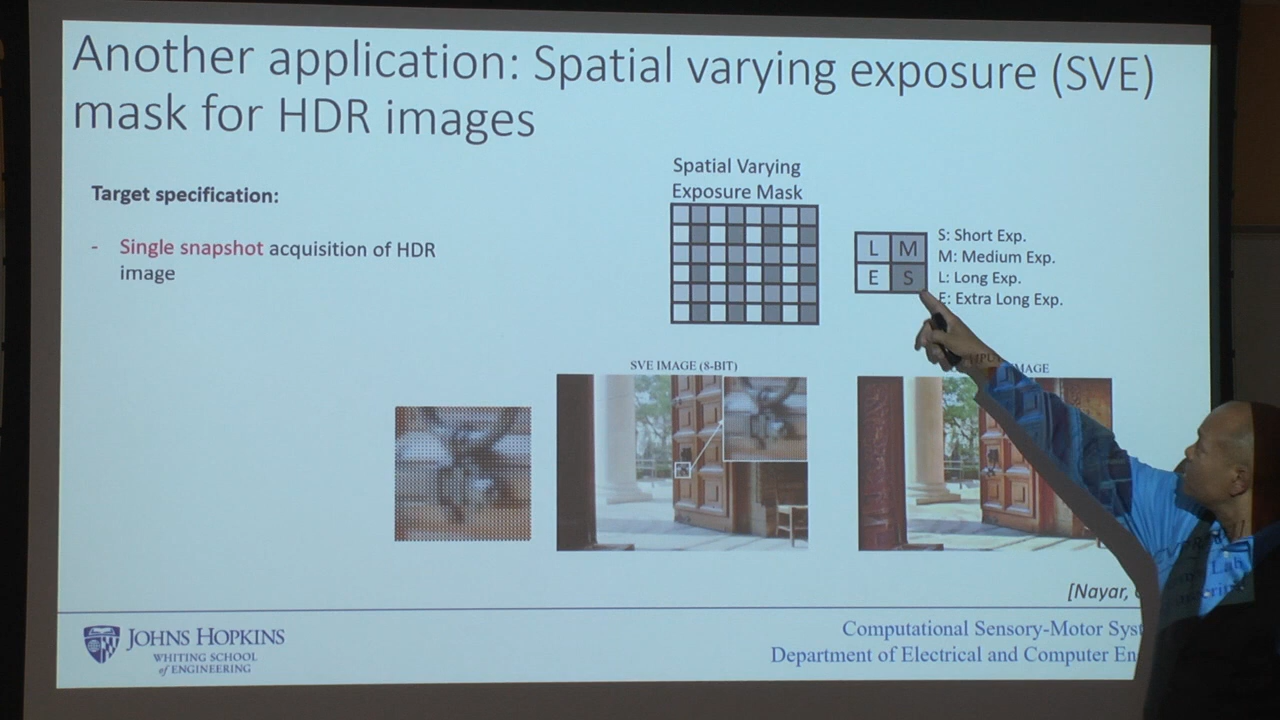 Another application: Spatial varying exposure (SVE)
mask for HDR images
Target specification:
- Single snapshot acquisition of HDR
image
Spatial Varying
Exposure Mask
L M
E S
S: Short Exp.
M: Medium Exp.
L: Long Exp.
E: Extra Long Exp.
SVE IMAGE (8-BIT)
[Nayar,
JOHNS HOPKINS
WHITING SCHOOL
of ENGINEERING
Computational Sensory-Motor
Department of Electrical and Computer